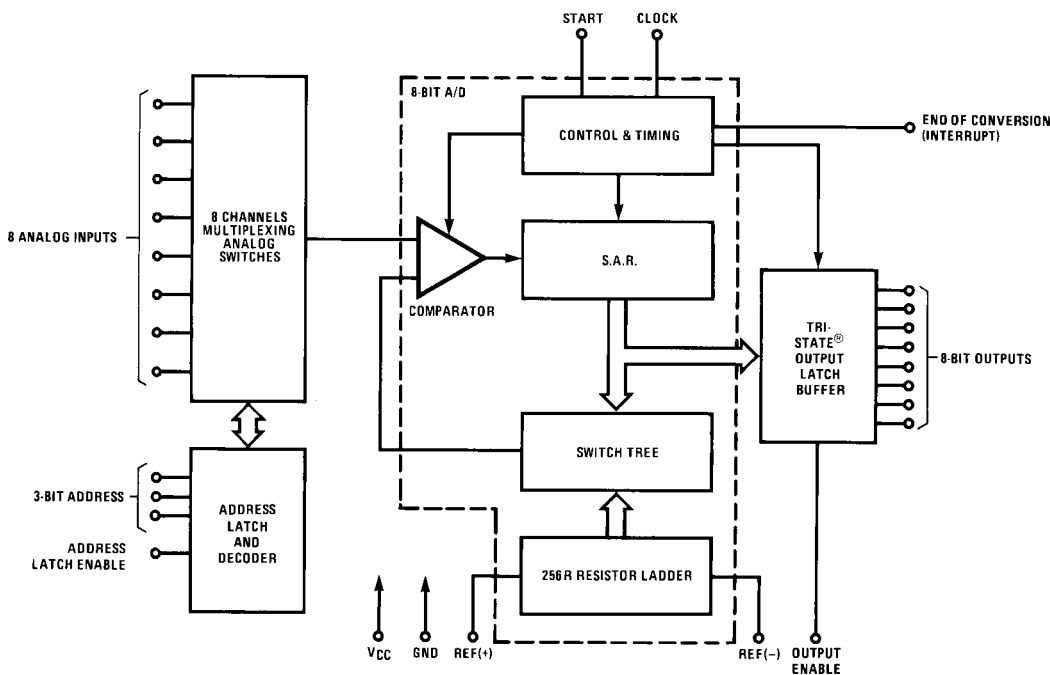 START
CLOCK
8-BIT A/D
CONTROL & TIMING
END OF CONVERSION
(INTERRUPT)
8 ANALOG INPUTS
8 CHANNELS
MULTIPLEXING
ANALOG
SWITCHES
COMPARATOR
S.A.R.
TRI-
STATE®
OUTPUT
LATCH
BUFFER
8-BIT OUTPUTS
SWITCH TREE
3-BIT ADDRESS
ADDRESS
LATCH ENABLE
ADDRESS
LATCH
AND
DECODER
256R RESISTOR LADDER
VCC
GND
REF(+)
REF(−)
OUTPUT
ENABLE